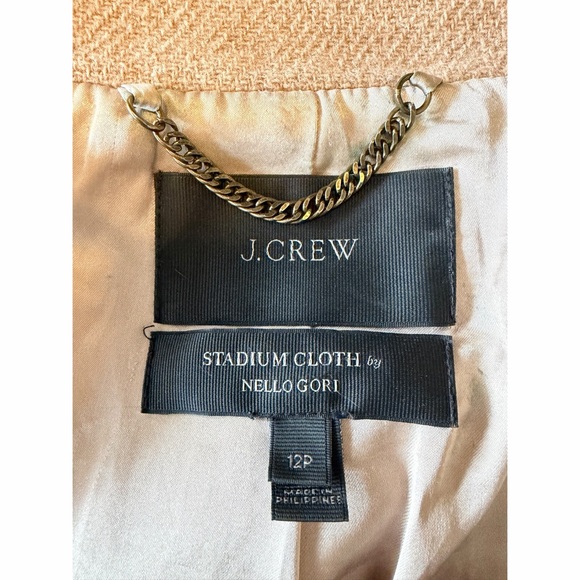 J.CREW
STADIUM CLOTH by
NELLO GORI
12P
MADE IN
PHILIPPINES